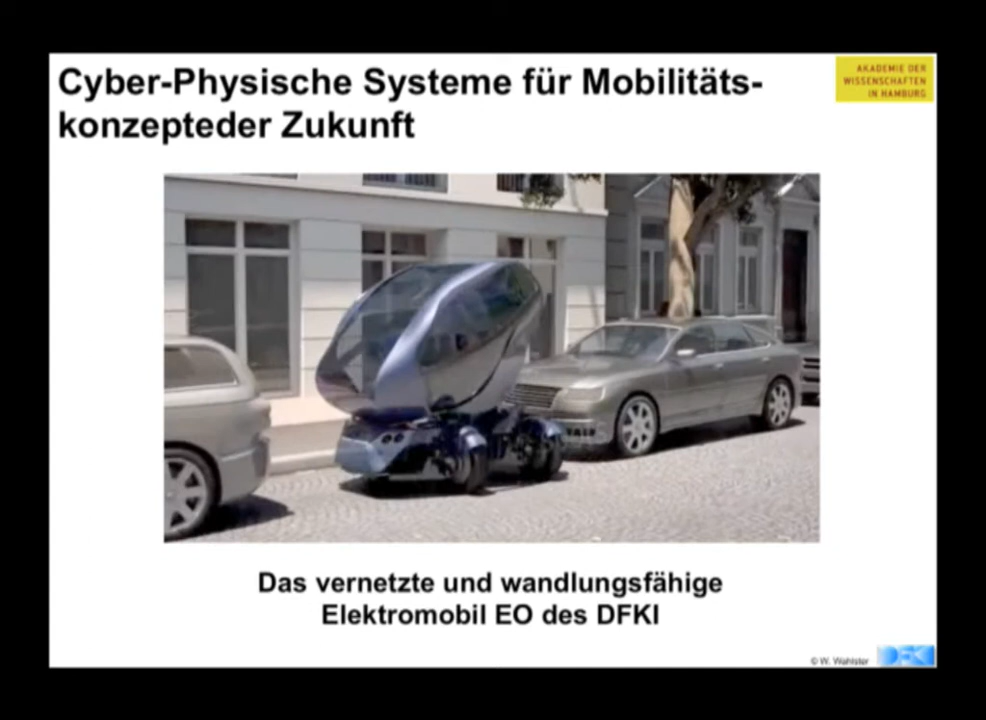 Cyber-Physische Systeme für Mobilitäts-
konzepteder Zukunft
AKADEMIE DER
WISSENSCHAFTEN
IN HAMBURG
Das vernetzte und wandlungsfähige
Elektromobil EO des DFKI
© W. Wahlster
DFKI